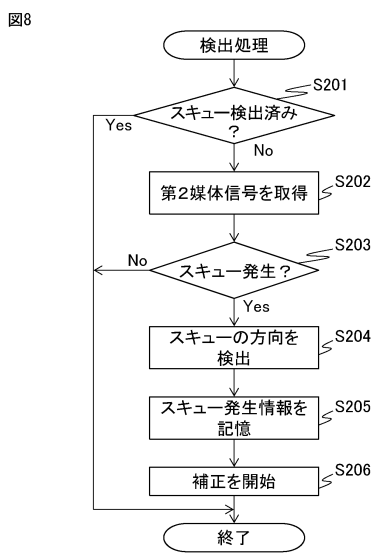 図8
検出処理
S201
スキュー検出済み
？
Yes
No
S202
第２媒体信号を取得
S203
スキュー発生？
No
Yes
S204
スキューの方向を
検出
S205
スキュー発生情報を
記憶
S206
補正を開始
終了